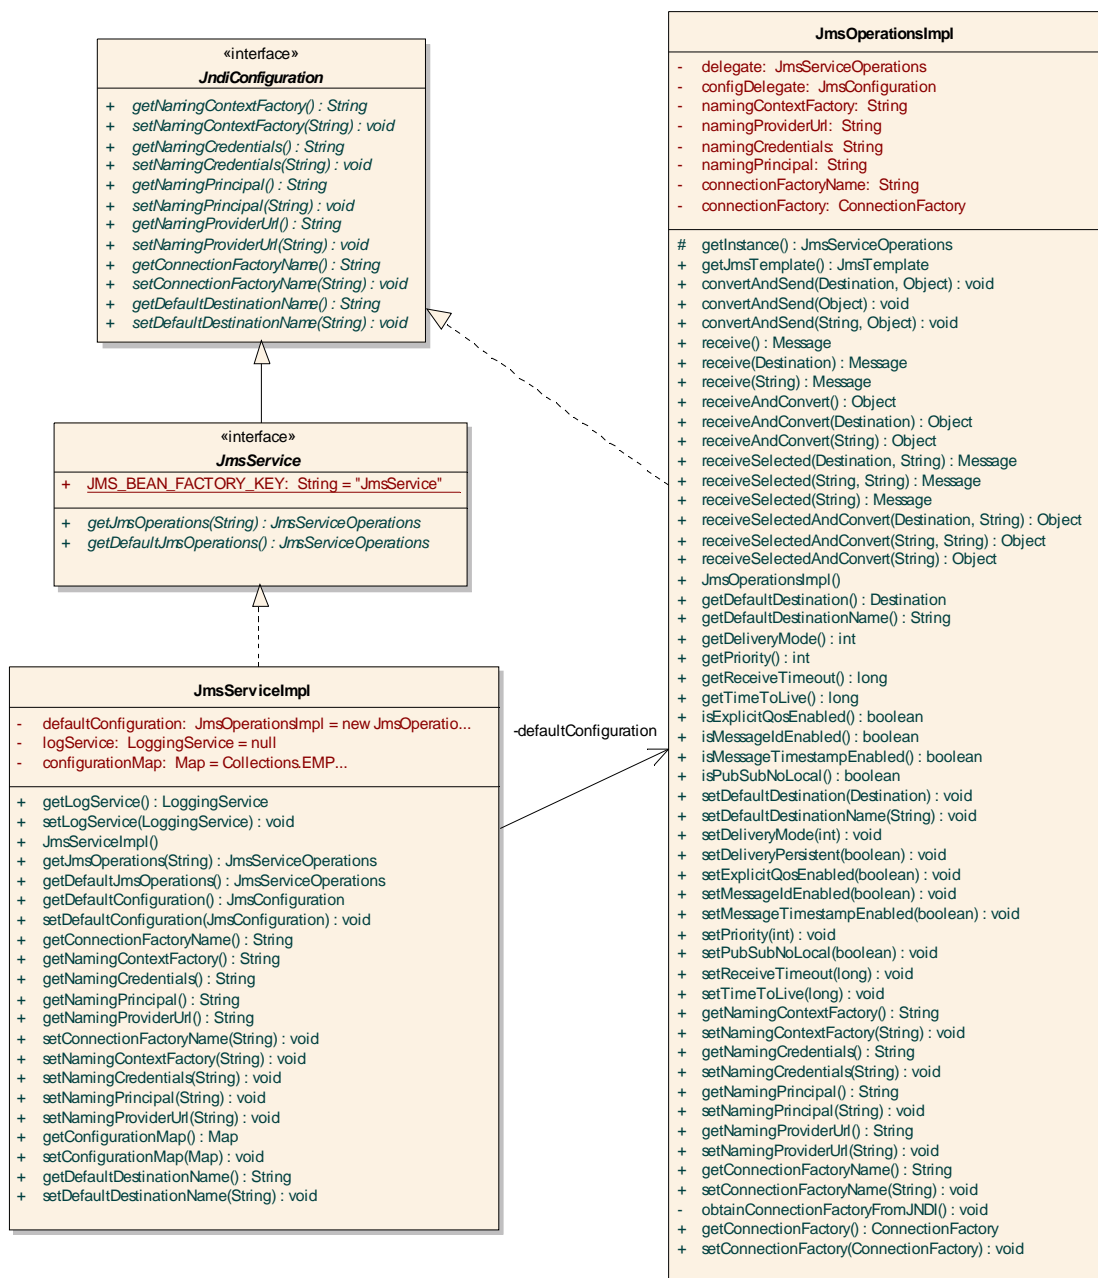 «interface»
JndiConfiguration
+ getNamingContextFactory() : String
+ setNamingContextFactory(String) : void
+ getNamingCredentials() : String
+ setNamingCredentials(String) : void
+ getNamingPrincipal() : String
+ setNamingPrincipal(String) : void
+ getNamingProviderUrl() : String
+ setNamingProviderUrl(String) : void
+ getConnectionFactoryName() : String
+ setConnectionFactoryName(String) : void
+ getDefaultDestinationName() : String
+ setDefaultDestinationName(String) : void
«interface»
JmsService
+ JMS_BEAN_FACTORY_KEY: String = "JmsService"
+ getJmsOperations(String) : JmsServiceOperations
+ getDefaultJmsOperations() : JmsServiceOperations
JmsServiceImpl
- defaultConfiguration: JmsOperationsImpl = new JmsOperatio...
- logService: LoggingService = null
- configurationMap: Map = Collections.EMP...
+ getLogService() : LoggingService
+ setLogService(LoggingService) : void
+ JmsServiceImpl()
+ getJmsOperations(String) : JmsServiceOperations
+ getDefaultJmsOperations() : JmsServiceOperations
+ getDefaultConfiguration() : JmsConfiguration
+ setDefaultConfiguration(JmsConfiguration) : void
+ getConnectionFactoryName() : String
+ getNamingContextFactory() : String
+ getNamingCredentials() : String
+ getNamingPrincipal() : String
+ getNamingProviderUrl() : String
+ setConnectionFactoryName(String) : void
+ setNamingContextFactory(String) : void
+ setNamingCredentials(String) : void
+ setNamingPrincipal(String) : void
+ setNamingProviderUrl(String) : void
+ getConfigurationMap() : Map
+ setConfigurationMap(Map) : void
+ getDefaultDestinationName() : String
+ setDefaultDestinationName(String) : void
-defaultConfiguration
JmsOperationsImpl
- delegate: JmsServiceOperations
- configDelegate: JmsConfiguration
- namingContextFactory: String
- namingProviderUrl: String
- namingCredentials: String
- namingPrincipal: String
- connectionFactoryName: String
- connectionFactory: ConnectionFactory
# getInstance() : JmsServiceOperations
+ getJmsTemplate() : JmsTemplate
+ convertAndSend(Destination, Object) : void
+ convertAndSend(Object) : void
+ convertAndSend(String, Object) : void
+ receive() : Message
+ receive(Destination) : Message
+ receive(String) : Message
+ receiveAndConvert() : Object
+ receiveAndConvert(Destination) : Object
+ receiveAndConvert(String) : Object
+ receiveSelected(Destination, String) : Message
+ receiveSelected(String, String) : Message
+ receiveSelected(String) : Message
+ receiveSelectedAndConvert(Destination, String) : Object
+ receiveSelectedAndConvert(String, String) : Object
+ receiveSelectedAndConvert(String) : Object
+ JmsOperationsImpl()
+ getDefaultDestination() : Destination
+ getDefaultDestinationName() : String
+ getDeliveryMode() : int
+ getPriority() : int
+ getReceiveTimeout() : long
+ getTimeToLive() : long
+ isExplicitQosEnabled() : boolean
+ isMessageIdEnabled() : boolean
+ isMessageTimestampEnabled() : boolean
+ isPubSubNoLocal() : boolean
+ setDefaultDestination(Destination) : void
+ setDefaultDestinationName(String) : void
+ setDeliveryMode(int) : void
+ setDeliveryPersistent(boolean) : void
+ setExplicitQosEnabled(boolean) : void
+ setMessageIdEnabled(boolean) : void
+ setMessageTimestampEnabled(boolean) : void
+ setPriority(int) : void
+ setPubSubNoLocal(boolean) : void
+ setReceiveTimeout(long) : void
+ setTimeToLive(long) : void
+ getNamingContextFactory() : String
+ setNamingContextFactory(String) : void
+ getNamingCredentials() : String
+ setNamingCredentials(String) : void
+ getNamingPrincipal() : String
+ setNamingPrincipal(String) : void
+ getNamingProviderUrl() : String
+ setNamingProviderUrl(String) : void
+ getConnectionFactoryName() : String
+ setConnectionFactoryName(String) : void
- obtainConnectionFactoryFromJNDI() : void
+ getConnectionFactory() : ConnectionFactory
+ setConnectionFactory(ConnectionFactory) : void